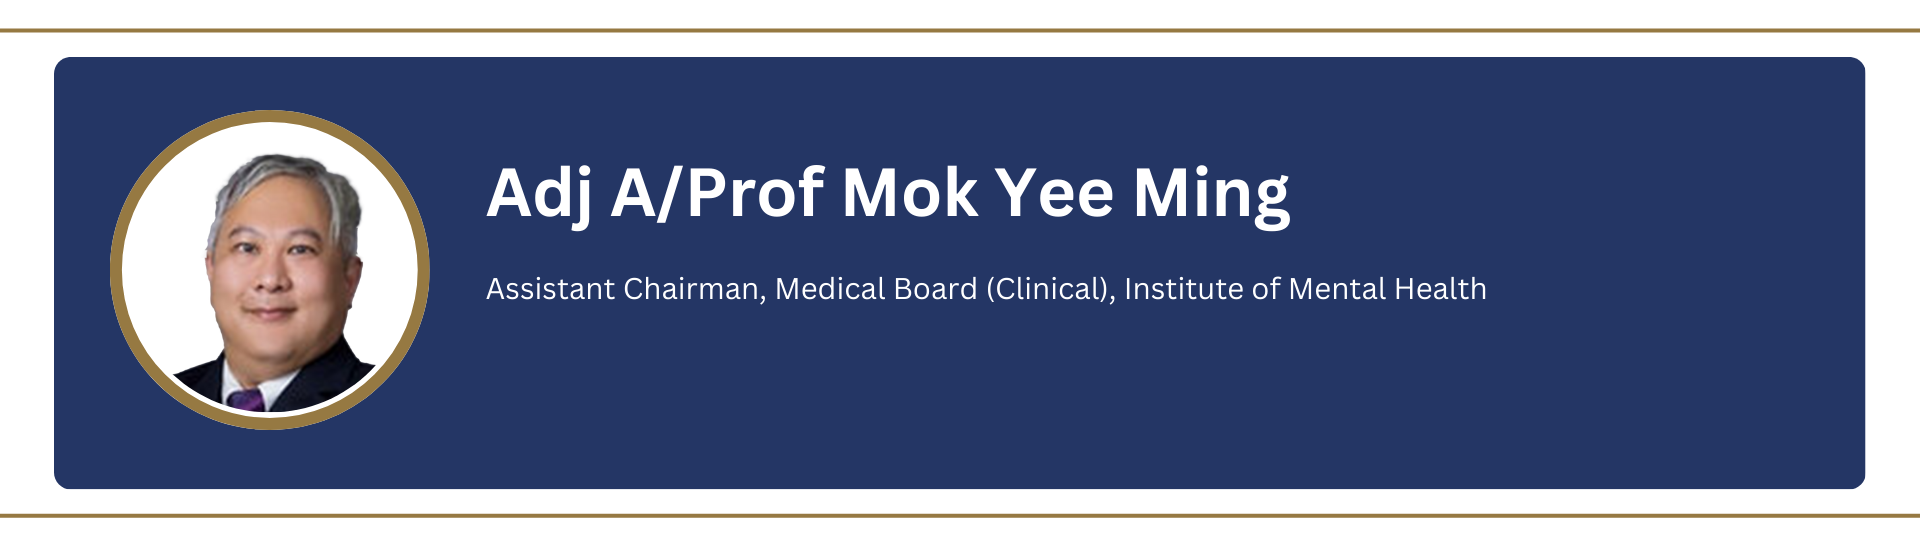 Adj A/Prof Mok Yee Ming
Assistant Chairman, Medical Board (Clinical), Institute of Mental Health